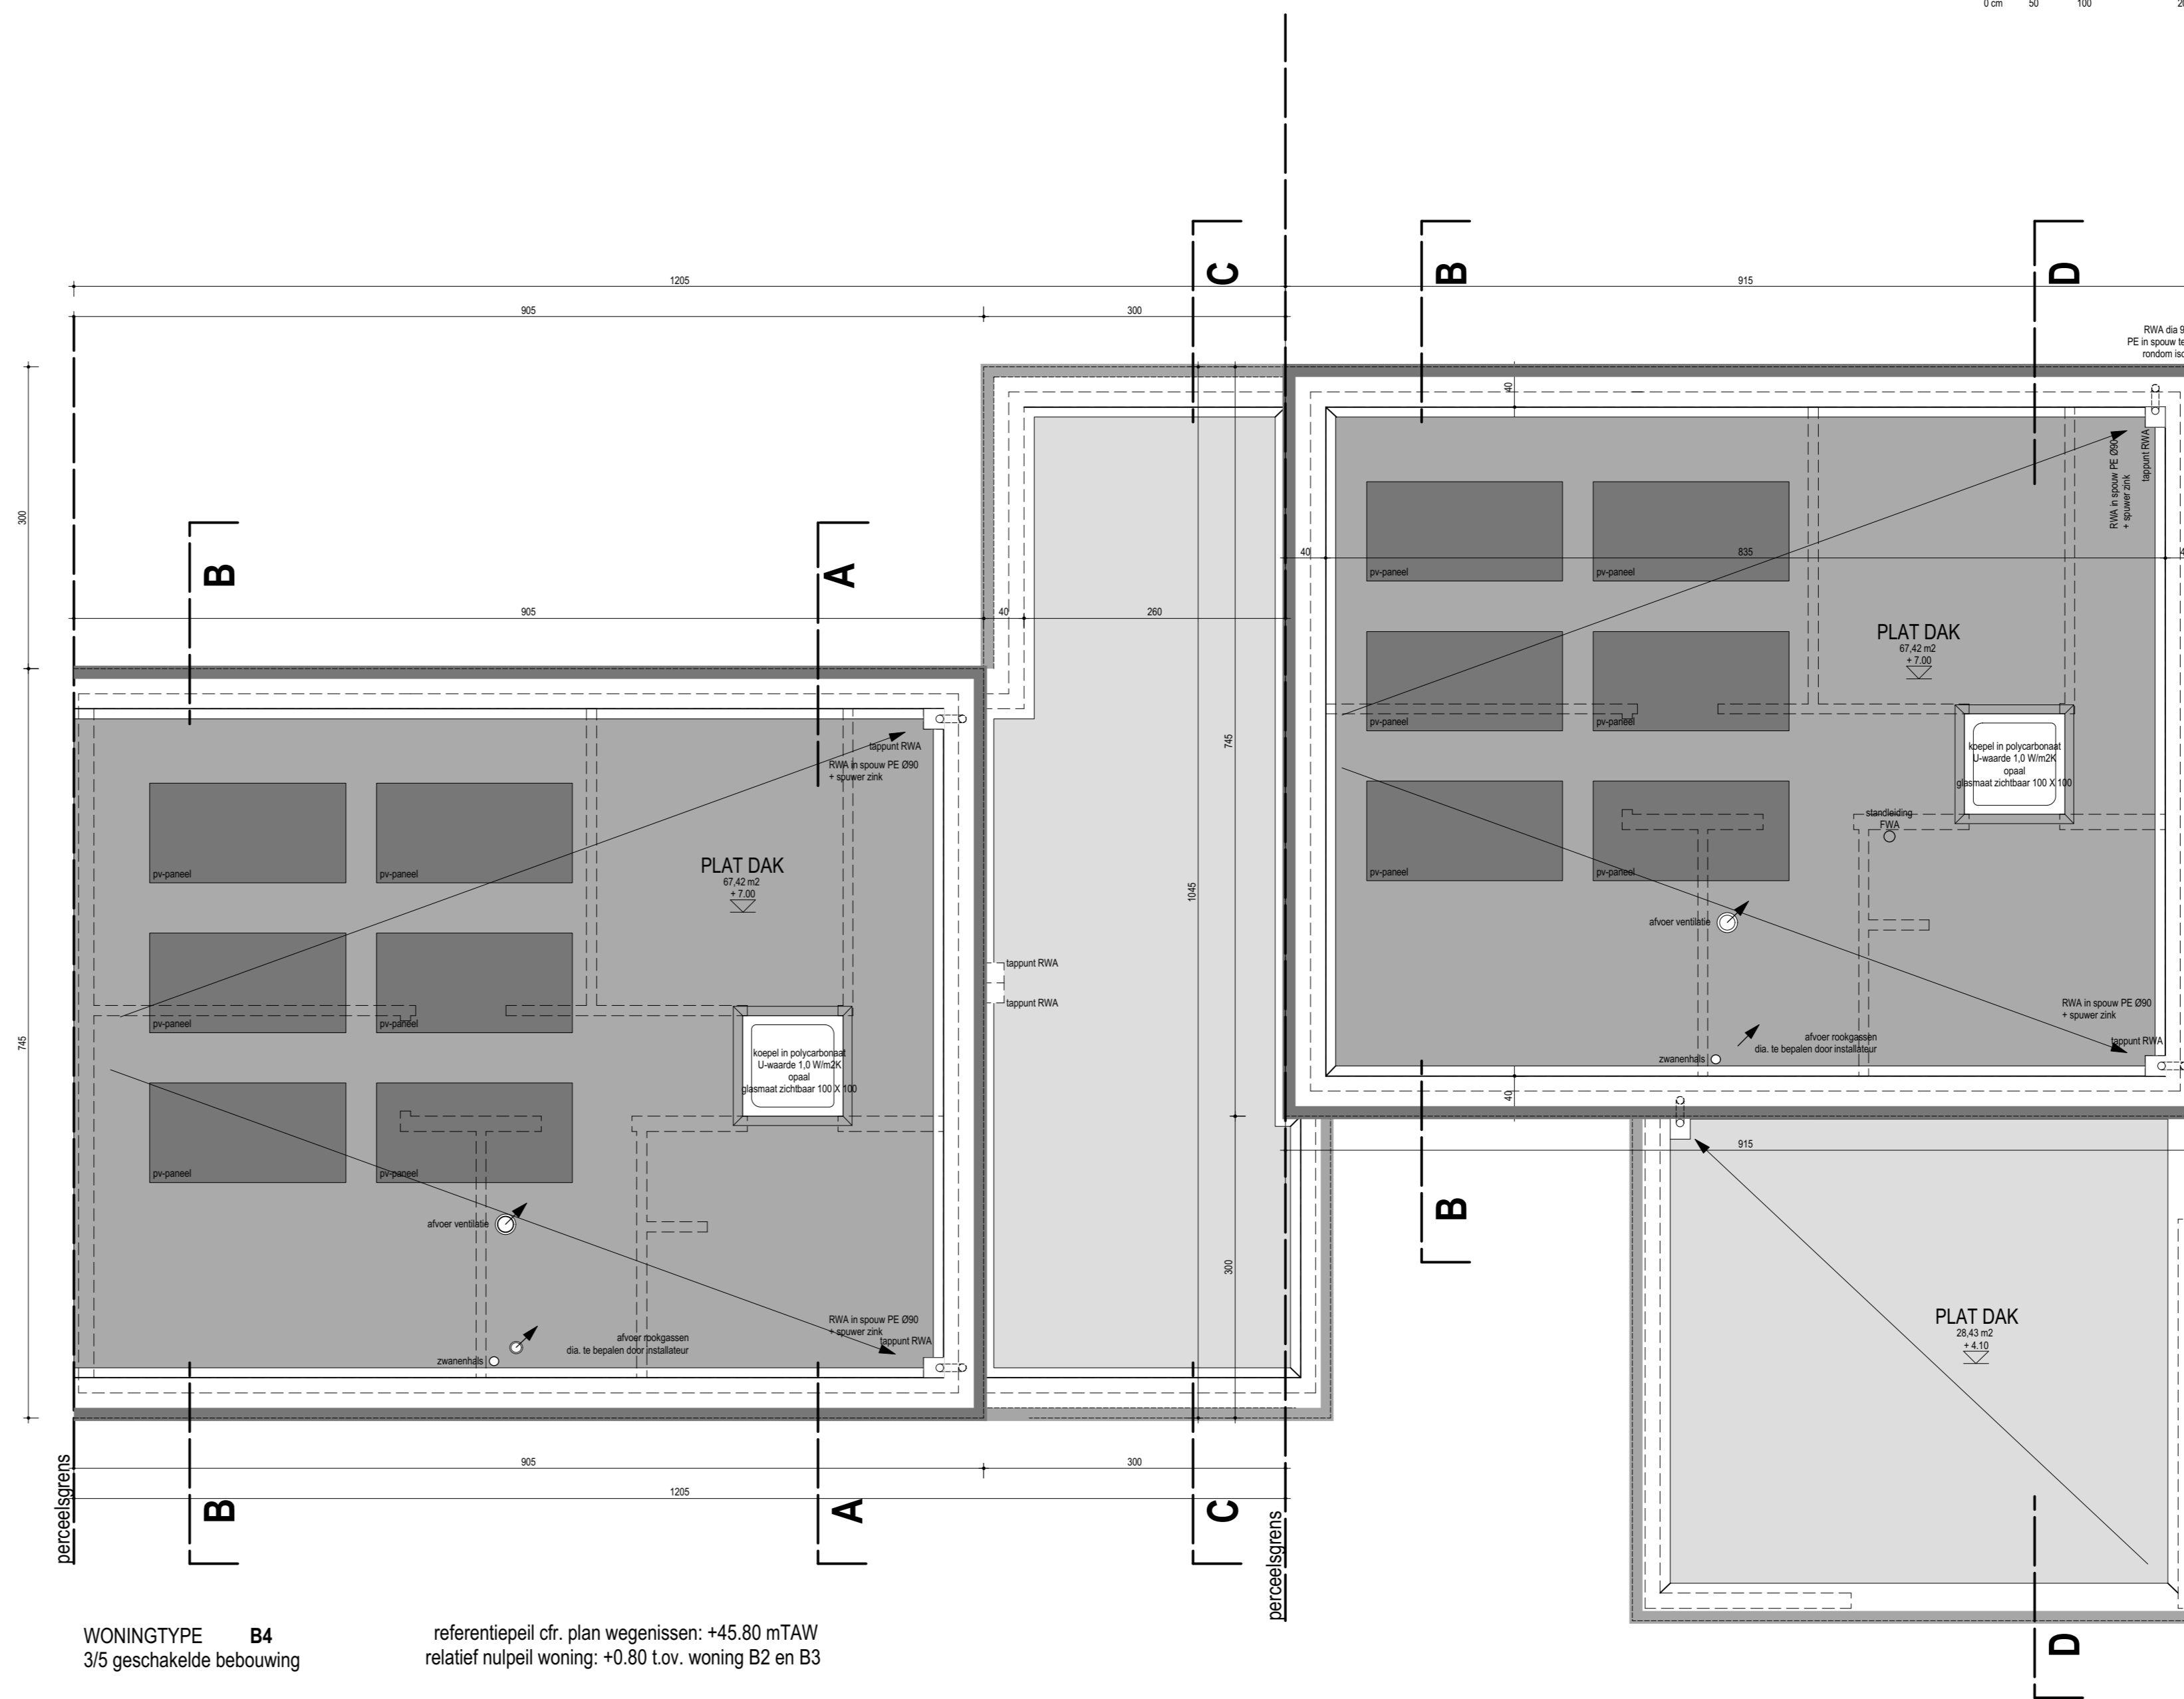 0 cm 50 100
C
B
D
1205
915
905
300
RWA dia
PE in spouw
rondom
40
300
RWA in spouw PE Ø90
+ spuwer zink
tappunt RWA
B
A
40
835
pv-paneel
pv-paneel
905
40
260
PLAT DAK
67,42 m2
+ 7.00
pv-paneel
pv-paneel
tappunt RWA
RWA in spouw PE Ø90
+ spuwer zink
745
koepel in polycarbonaat
U-waarde 1,0 W/m2K
opaal
glasmaat zichtbaar 100 X 100
standleiding
FWA
pv-paneel
pv-paneel
PLAT DAK
67,42 m2
+ 7.00
pv-paneel
pv-paneel
1045
afvoer ventilatie
tappunt RWA
tappunt RWA
RWA in spouw PE Ø90
+ spuwer zink
745
pv-paneel
pv-paneel
afvoer rookgassen
dia. te bepalen door installateur
tappunt RWA
zwanenhals
koepel in polycarbonaat
U-waarde 1,0 W/m2K
opaal
glasmaat zichtbaar 100 X 100
40
915
pv-paneel
pv-paneel
B
afvoer ventilatie
300
PLAT DAK
28,43 m2
+ 4.10
RWA in spouw PE Ø90
+ spuwer zink
tappunt RWA
afvoer rookgassen
dia. te bepalen door installateur
zwanenhals
905
300
1205
perceelsgrens
B
A
C
perceelsgrens
WONINGTYPE B4
3/5 geschakelde bebouwing
referentiepeil cfr. plan wegenissen: +45.80 mTAW
relatief nulpeil woning: +0.80 t.ov. woning B2 en B3
D